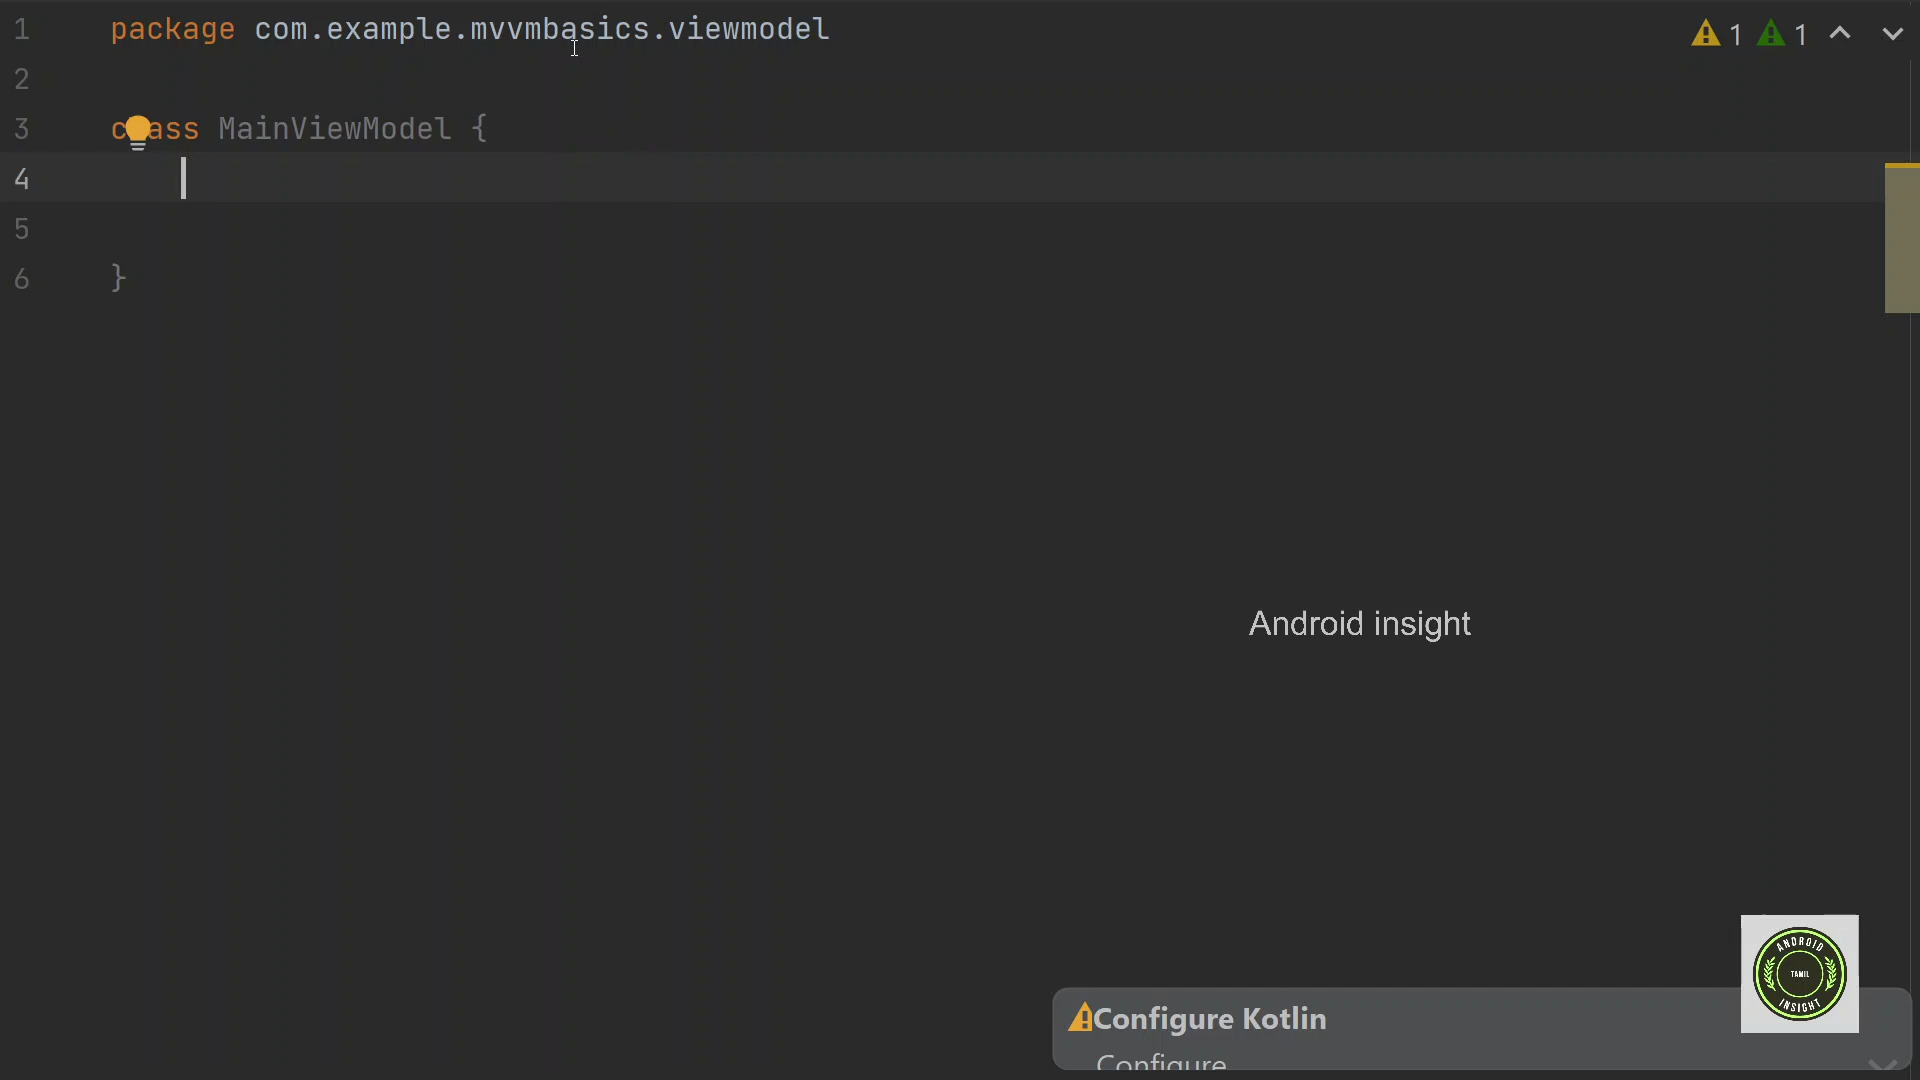 1 package com.example.mvvmbasics.viewmodel
1 1
2
3 class MainViewModel {
4
5
6 }
Android insight
ANDROID
TAMIL
INSIGHT
Configure Kotlin
Configure